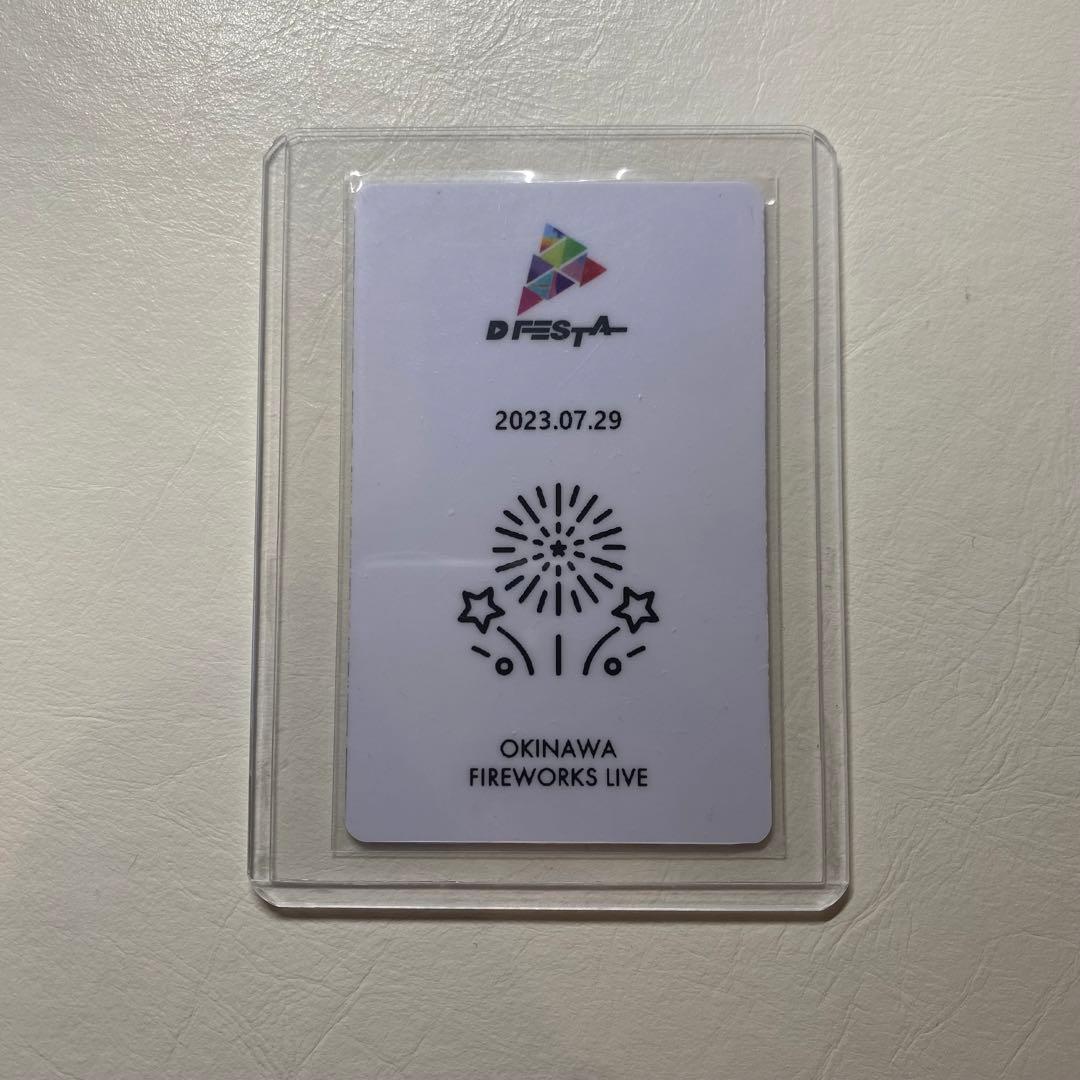 D FESTA
2023.07.29
OKINAWA
FIREWORKS LIVE